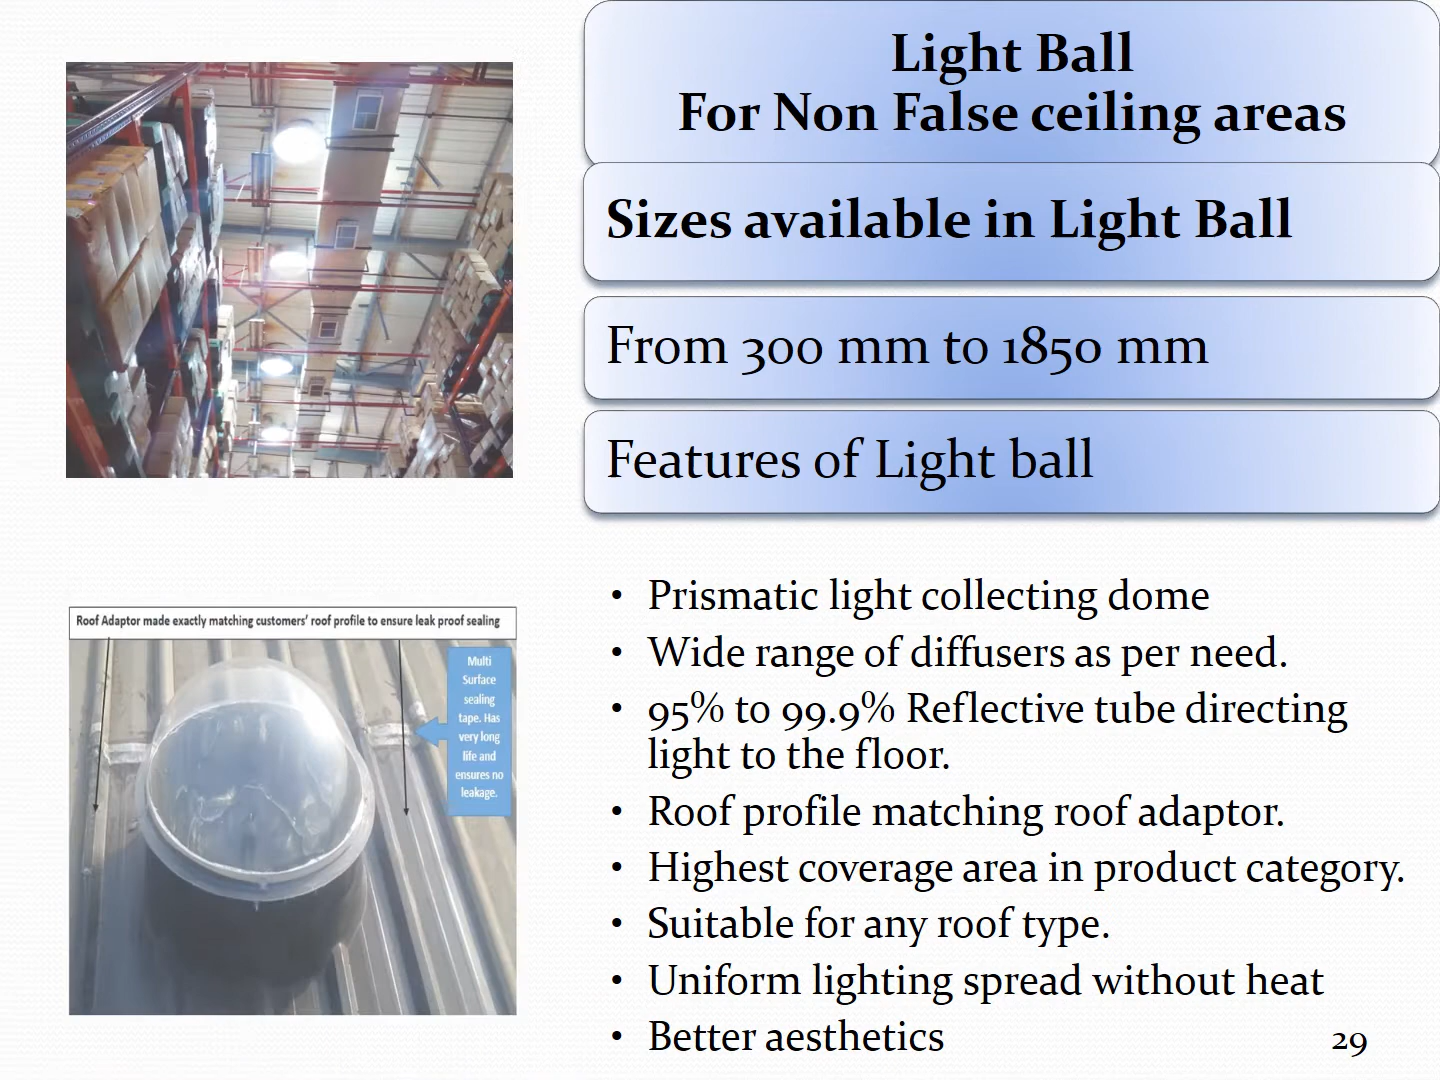 Light Ball
For Non False ceiling areas
Sizes available in Light Ball
From 300 mm to 1850 mm
Features of Light ball
Roof Adaptor made exactly matching customers' roof profile to ensure leak proof sealing
Multi
Surface
sealing
tape. Has
very long
life and
ensures no
leakage.
• Prismatic light collecting dome
• Wide range of diffusers as per need.
• 95% to 99.9% Reflective tube directing
light to the floor.
• Roof profile matching roof adaptor.
• Highest coverage area in product category.
• Suitable for any roof type.
• Uniform lighting spread without heat
• Better aesthetics
29